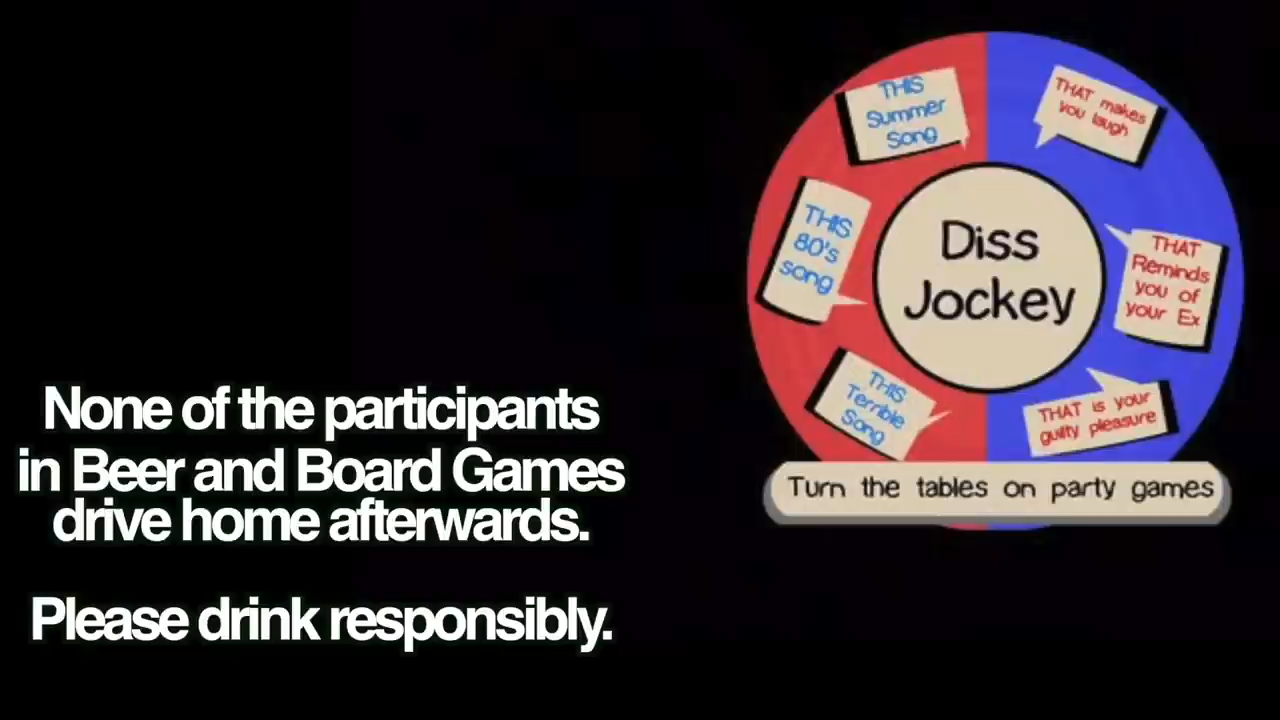 None of the participants
in Beer and Board Games
drive home afterwards.
Please drink responsibly.
THIS
Summer
Song
THAT makes
you laugh
THIS
80's
song
Diss
Jockey
THAT
Reminds
you of
your Ex
THIS
Terrible
Song
THAT is your
guilty pleasure
Turn the tables on party games